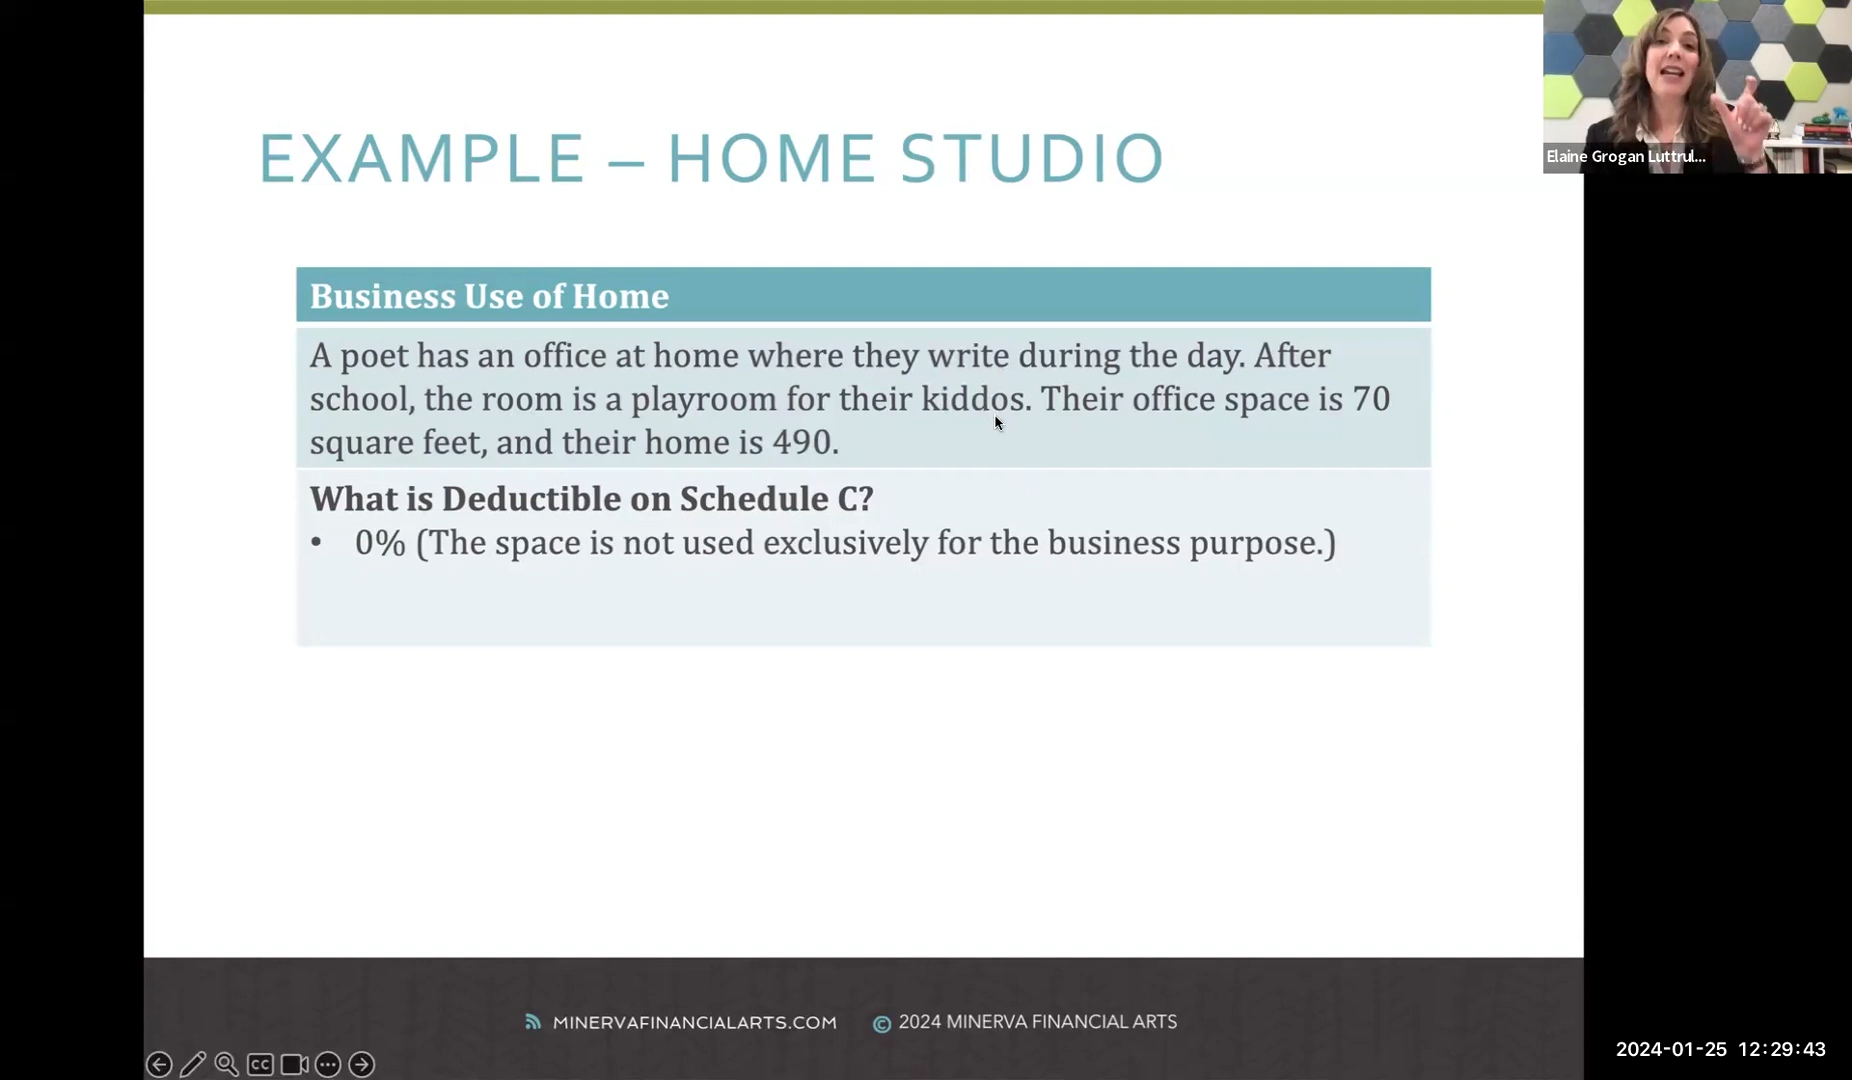 EXAMPLE – HOME STUDIO
Elaine Grogan Luttrul...
Business Use of Home
A poet has an office at home where they write during the day. After
school, the room is a playroom for their kiddos. Their office space is 70
square feet, and their home is 490.
What is Deductible on Schedule C?
• 0% (The space is not used exclusively for the business purpose.)
MINERVAFINANCIALARTS.COM © 2024 MINERVA FINANCIAL ARTS
CC
2024-01-25 12:29:43